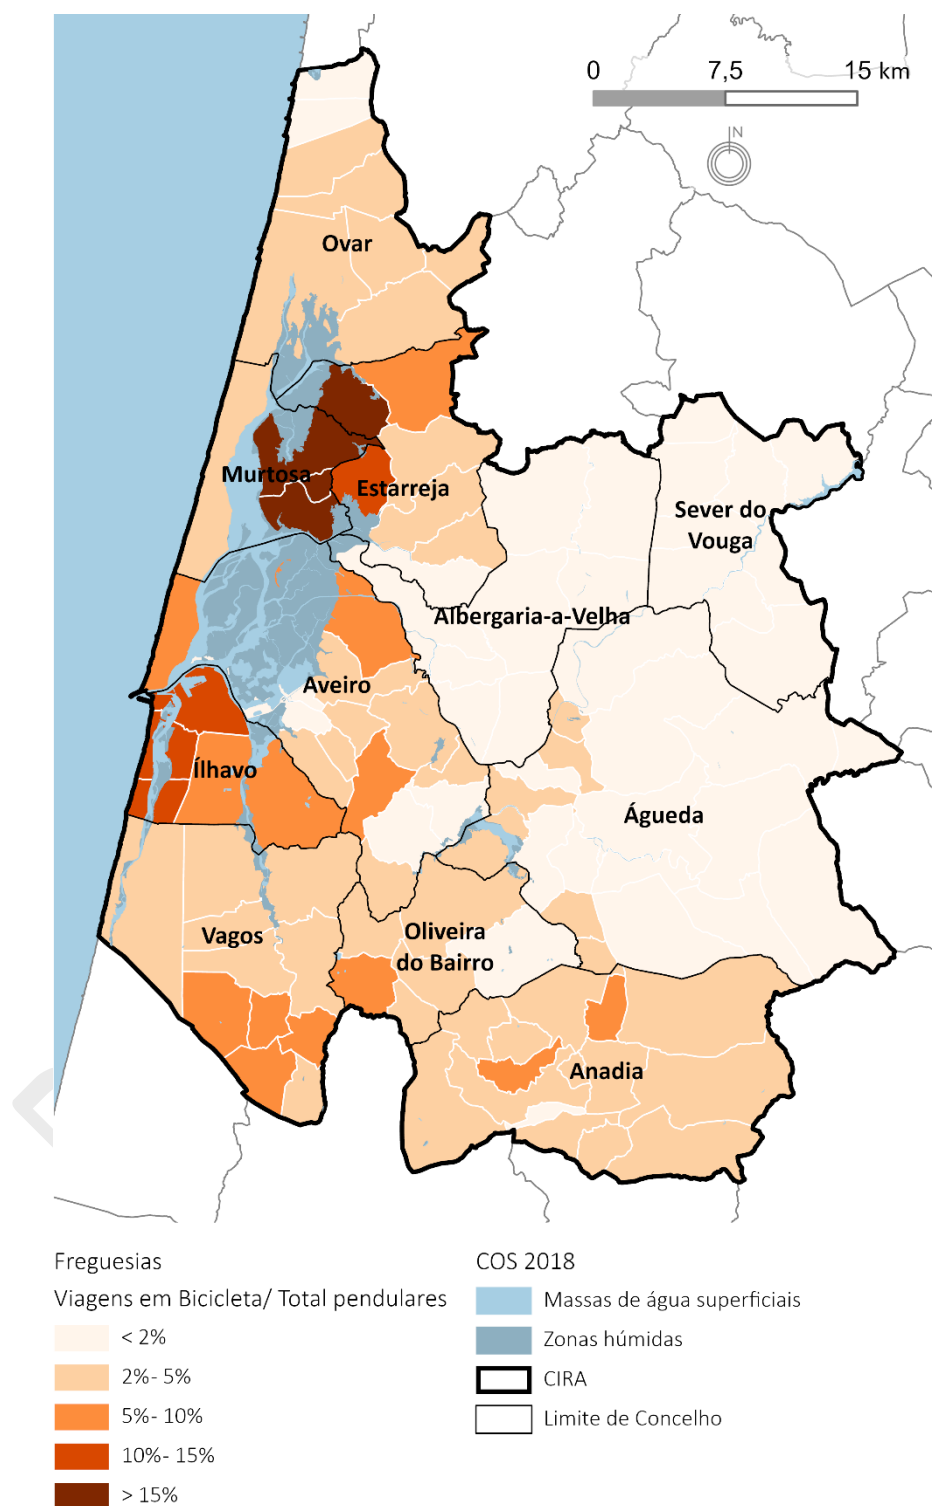 0 7,5 15 km
N
Ovar
Murtosa
Estarreja
Sever do
Vouga
Albergaria-a-Velha
Aveiro
Ílhavo
Águeda
Vagos
Oliveira
do Bairro
Anadia
Freguesias
Viagens em Bicicleta/ Total pendulares
< 2%
2%- 5%
5%- 10%
10%- 15%
> 15%
COS 2018
Massas de água superficiais
Zonas húmidas
CIRA
Limite de Concelho